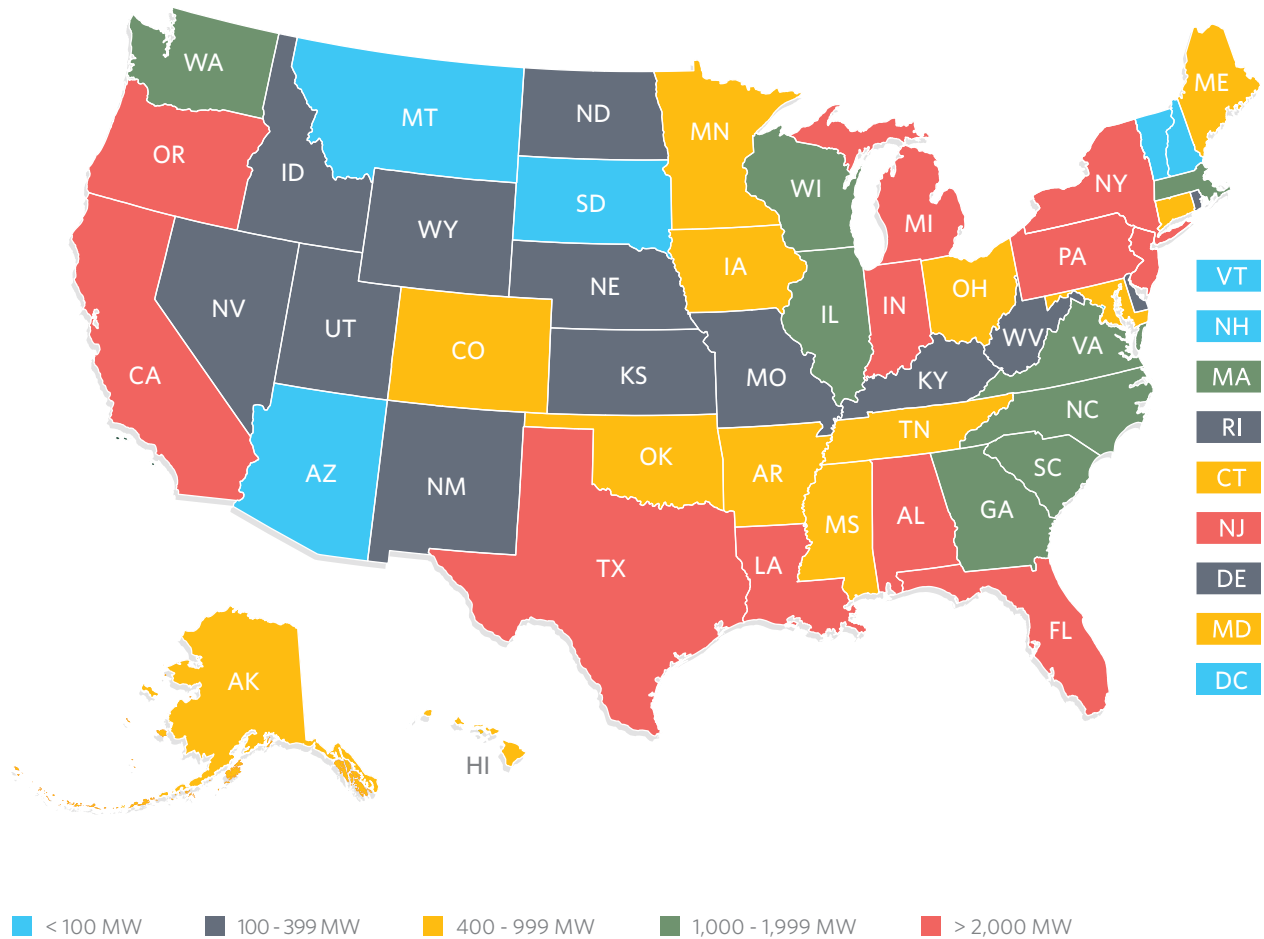 WA
ME
MT
ND
MN
OR
ID
SD
WI
NY
MI
WY
PA
IA
VT
NE
OH
NV
IN
IL
UT
NH
WV
VA
CO
CA
KS
MO
KY
MA
NC
RI
TN
OK
SC
AZ
AR
CT
NM
GA
AL
MS
NJ
TX
LA
DE
FL
MD
AK
DC
HI
< 100 MW
100 - 399 MW
400 - 999 MW
1,000 - 1,999 MW
> 2,000 MW